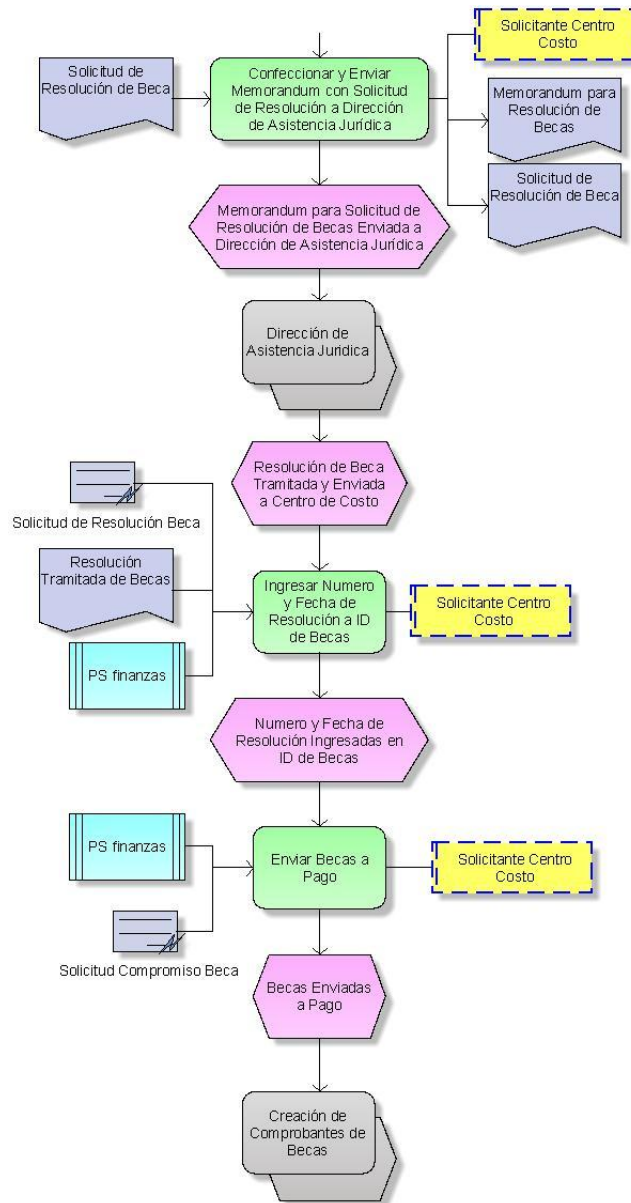 Solicitante Centro
Costo
Solicitud de
Resolución de Beca
Confeccionar y Enviar
Memorandum con Solicitud
de Resolución a Dirección
de Asistencia Jurídica
Memorandum para
Resolución de
Becas
Solicitud de
Resolución de Beca
Memorandum para Solicitud de
Resolución de Becas Enviada a
Dirección de Asistencia Jurídica
Dirección de
Asistencia Juridica
Resolución de Beca
Tramitada y Enviada
a Centro de Costo
Solicitud de Resolución Beca
Resolución
Tramitada de Becas
Ingresar Numero
y Fecha de
Resolución a ID
de Becas
Solicitante Centro
Costo
PS finanzas
Numero y Fecha de
Resolución Ingresadas en
ID de Becas
PS finanzas
Enviar Becas a
Pago
Solicitante Centro
Costo
Solicitud Compromiso Beca
Becas Enviadas
a Pago
Creación de
Comprobantes de
Becas